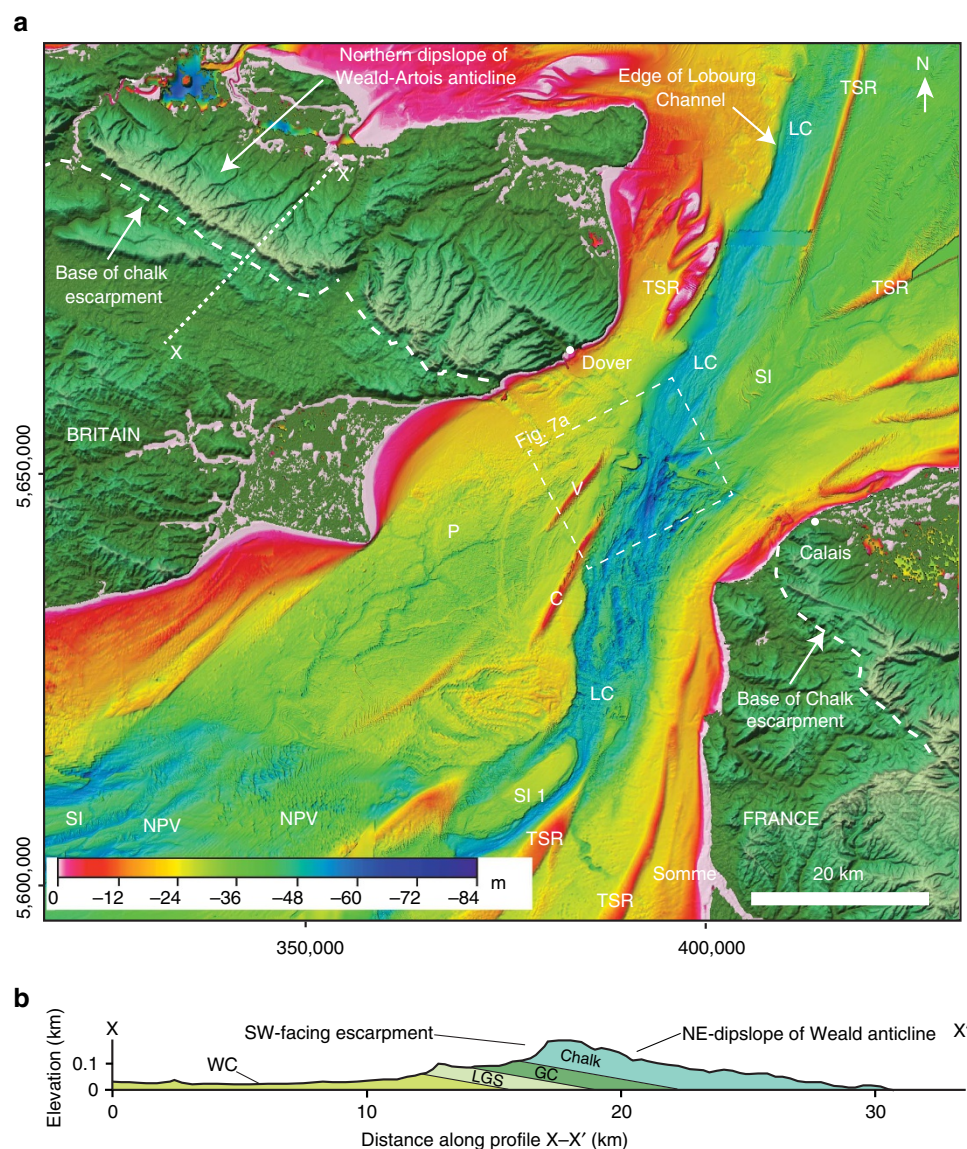 a
Northern dipslope of
Weald-Artois anticline
Edge of Lobourg
Channel
TSR
N
LC
X′
Base of chalk
escarpment
X
TSR
TSR
Dover
LC
SI
BRITAIN
Fig. 7a
5,650,000
V
P
Calais
C
LC
Base of Chalk
escarpment
SI 1
SI
NPV
NPV
TSR
FRANCE
Somme
20 km
0
–12
–24
–36
–48
–60
–72
–84
m
TSR
5,600,000
350,000
400,000
b
X
SW-facing escarpment
NE-dipslope of Weald anticline
X′
Elevation (km)
0.1
0
WC
LGS
GC
Chalk
0
10
20
30
Distance along profile X–X′ (km)